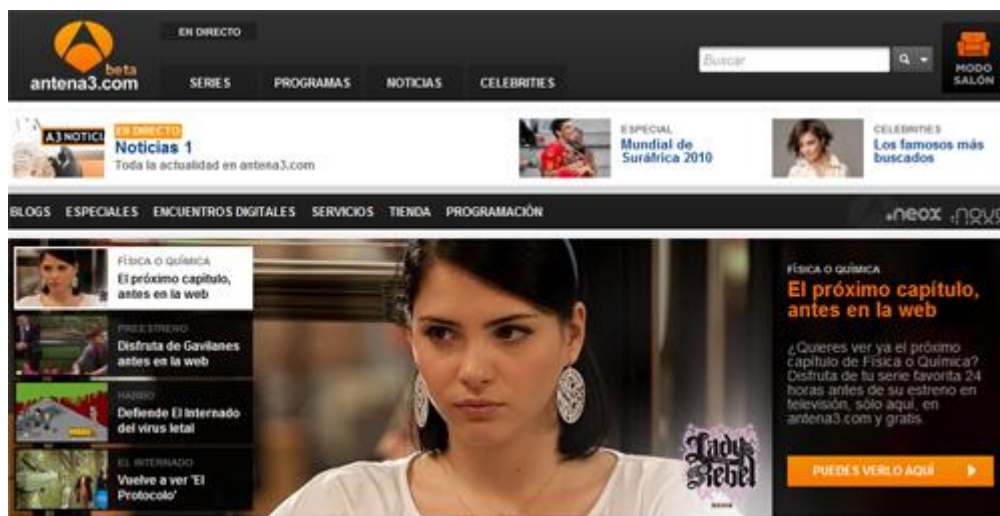 EN DIRECTO
beta
antena3.com
SERIES PROGRAMAS NOTICIAS CELEBRITIES
Buscar
MODO
SALÓN
A3 NOTICI
EN DIRECTO
Noticias 1
Toda la actualidad en antena3.com
ESPECIAL
Mundial de
Suráfrica 2010
CELEBRITIES
Los famosos más
buscados
BLOGS ESPECIALES ENCUENTROS DIGITALES SERVICIOS TIENDA PROGRAMACIÓN
neox nova
FÍSICA O QUÍMICA
El próximo capítulo,
antes en la web
PREESTRENO
Disfruta de Gavilanes
antes en la web
Defiende El Internado
del virus letal
EL INTERNADO
Vuelve a ver 'El
Protocolo'
Lady
Rebel
FÍSICA O QUÍMICA
El próximo capítulo,
antes en la web
¿Quieres ver ya el próximo
capítulo de Física o Química?
Disfruta de tu serie favorita 24
horas antes de su estreno en
televisión, sólo aquí, en
antena3.com y gratis.
PUEDES VERLO AQUÍ